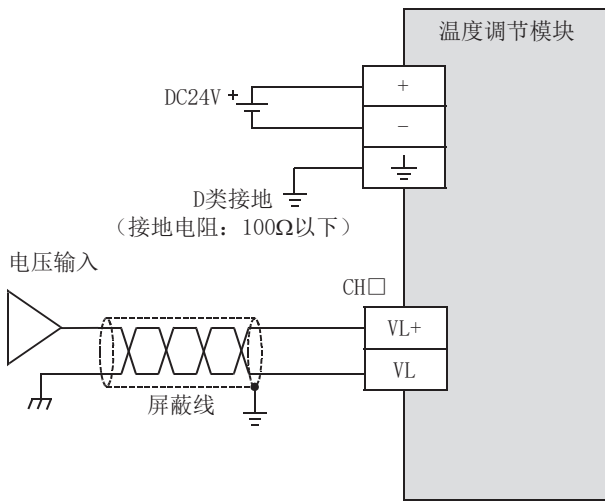 温度调节模块
DC24V +
+
−
D类接地
（接地电阻：100Ω以下）
电压输入
CH□
VL+
VL
屏蔽线